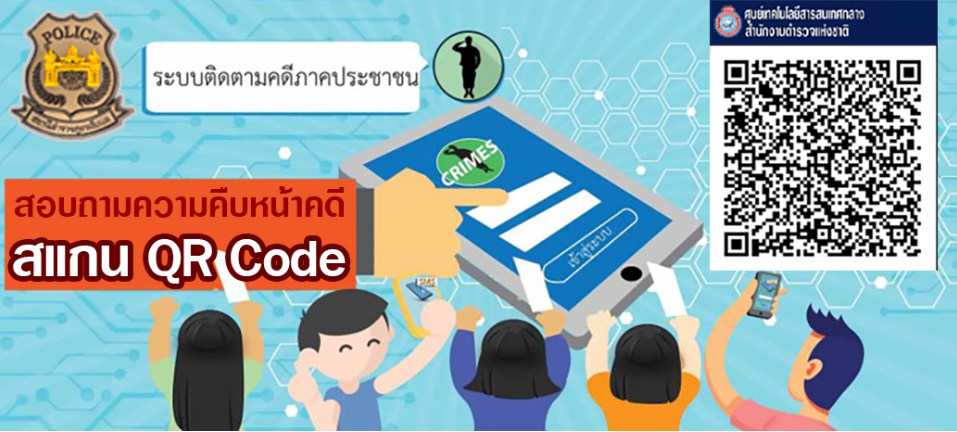 POLICE
ระบบติดตามคดีภาคประชาชน
ศูนย์เทคโนโลยีสารสนเทศกลาง
สำนักงานตำรวจแห่งชาติ
CRIMES
เข้าสู่ระบบ
สอบถามความคืบหน้าคดี
สแกน QR Code